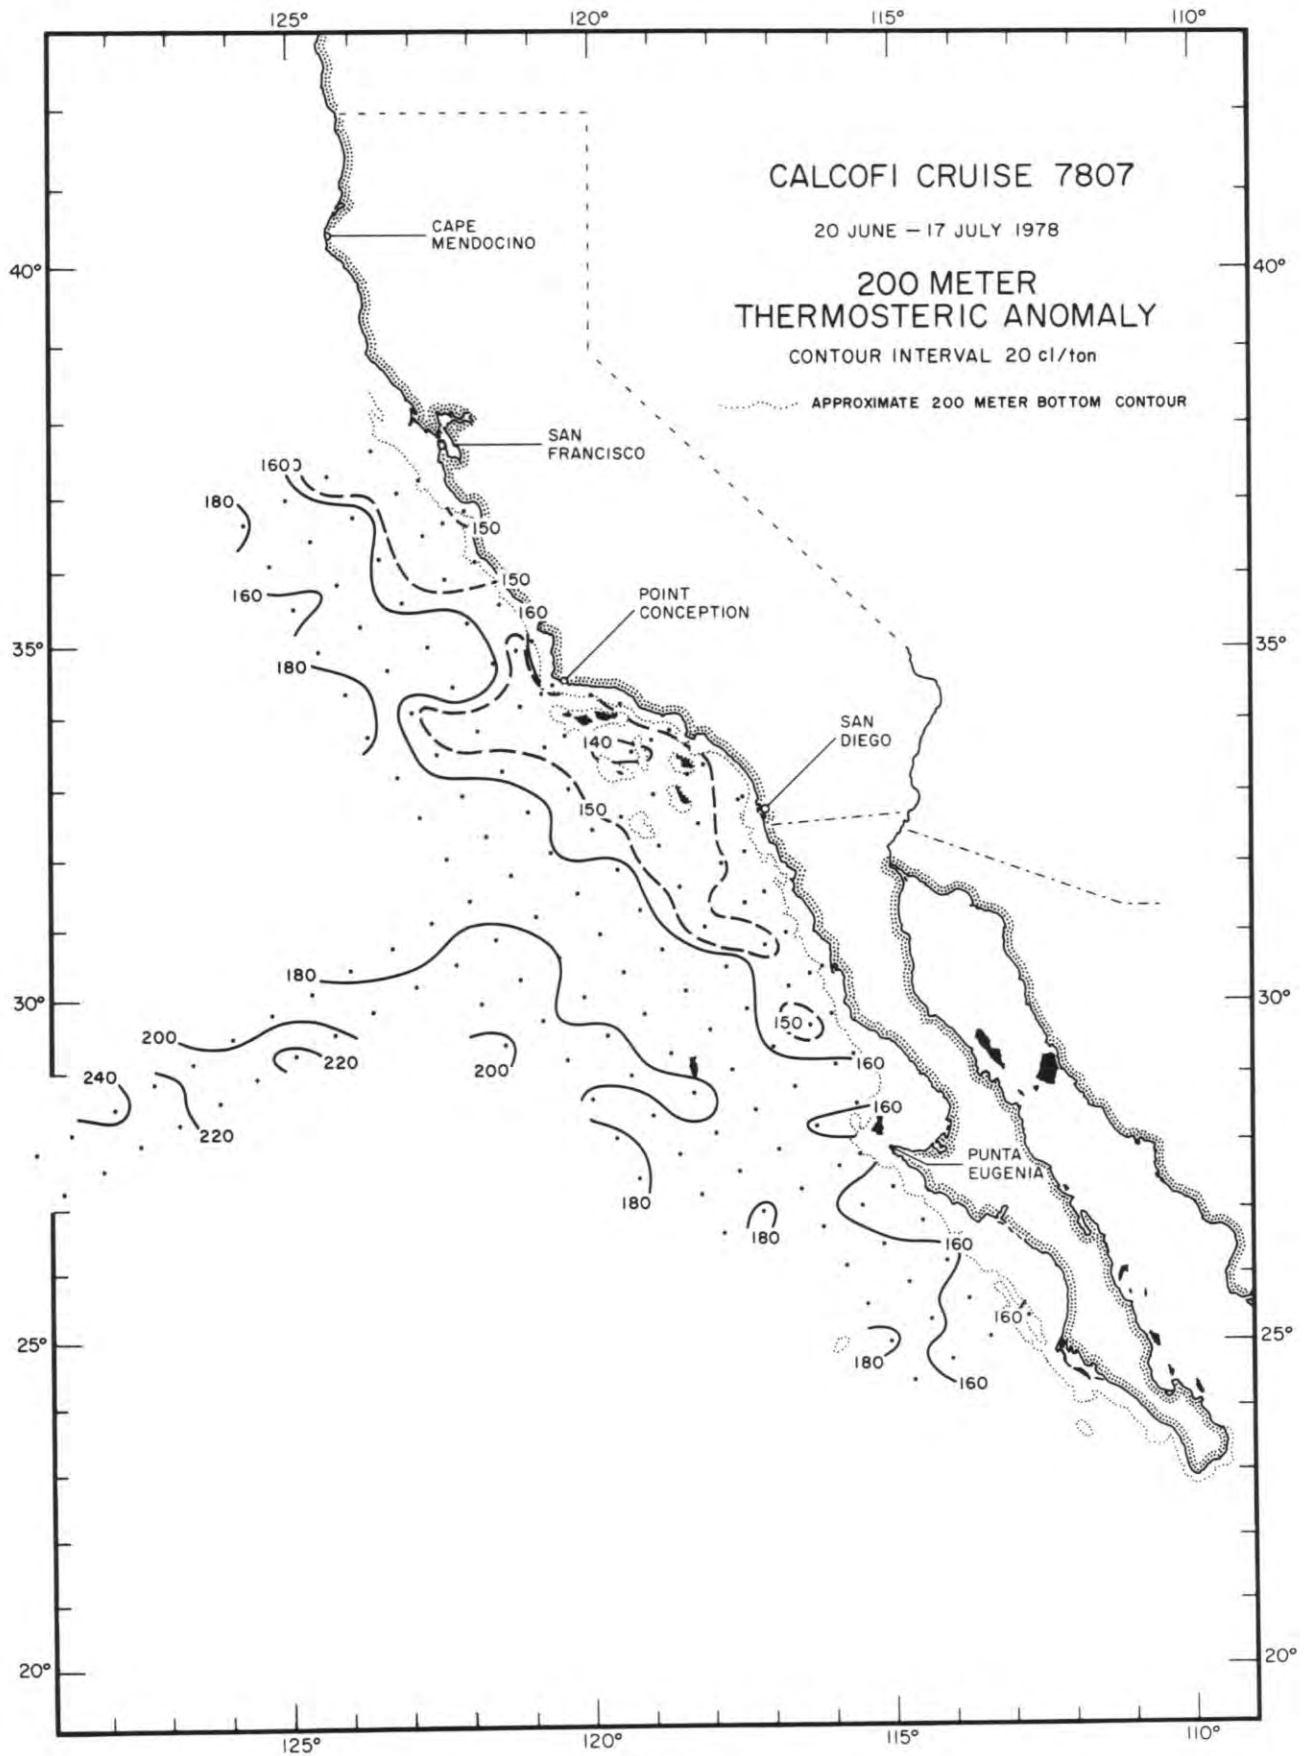 125°
120°
115°
110°
CALCOFI CRUISE 7807
20 JUNE – 17 JULY 1978
CAPE
MENDOCINO
40°
40°
200 METER
THERMOSTERIC ANOMALY
CONTOUR INTERVAL 20 cl/ton
APPROXIMATE 200 METER BOTTOM CONTOUR
SAN
FRANCISCO
160
180
150
150
160
160
POINT
CONCEPTION
35°
35°
180
SAN
DIEGO
140
150
180
30°
30°
150
200
220
200
160
240
160
220
PUNTA
EUGENIA
180
180
160
160
25°
25°
180
160
20°
20°
125°
120°
115°
110°